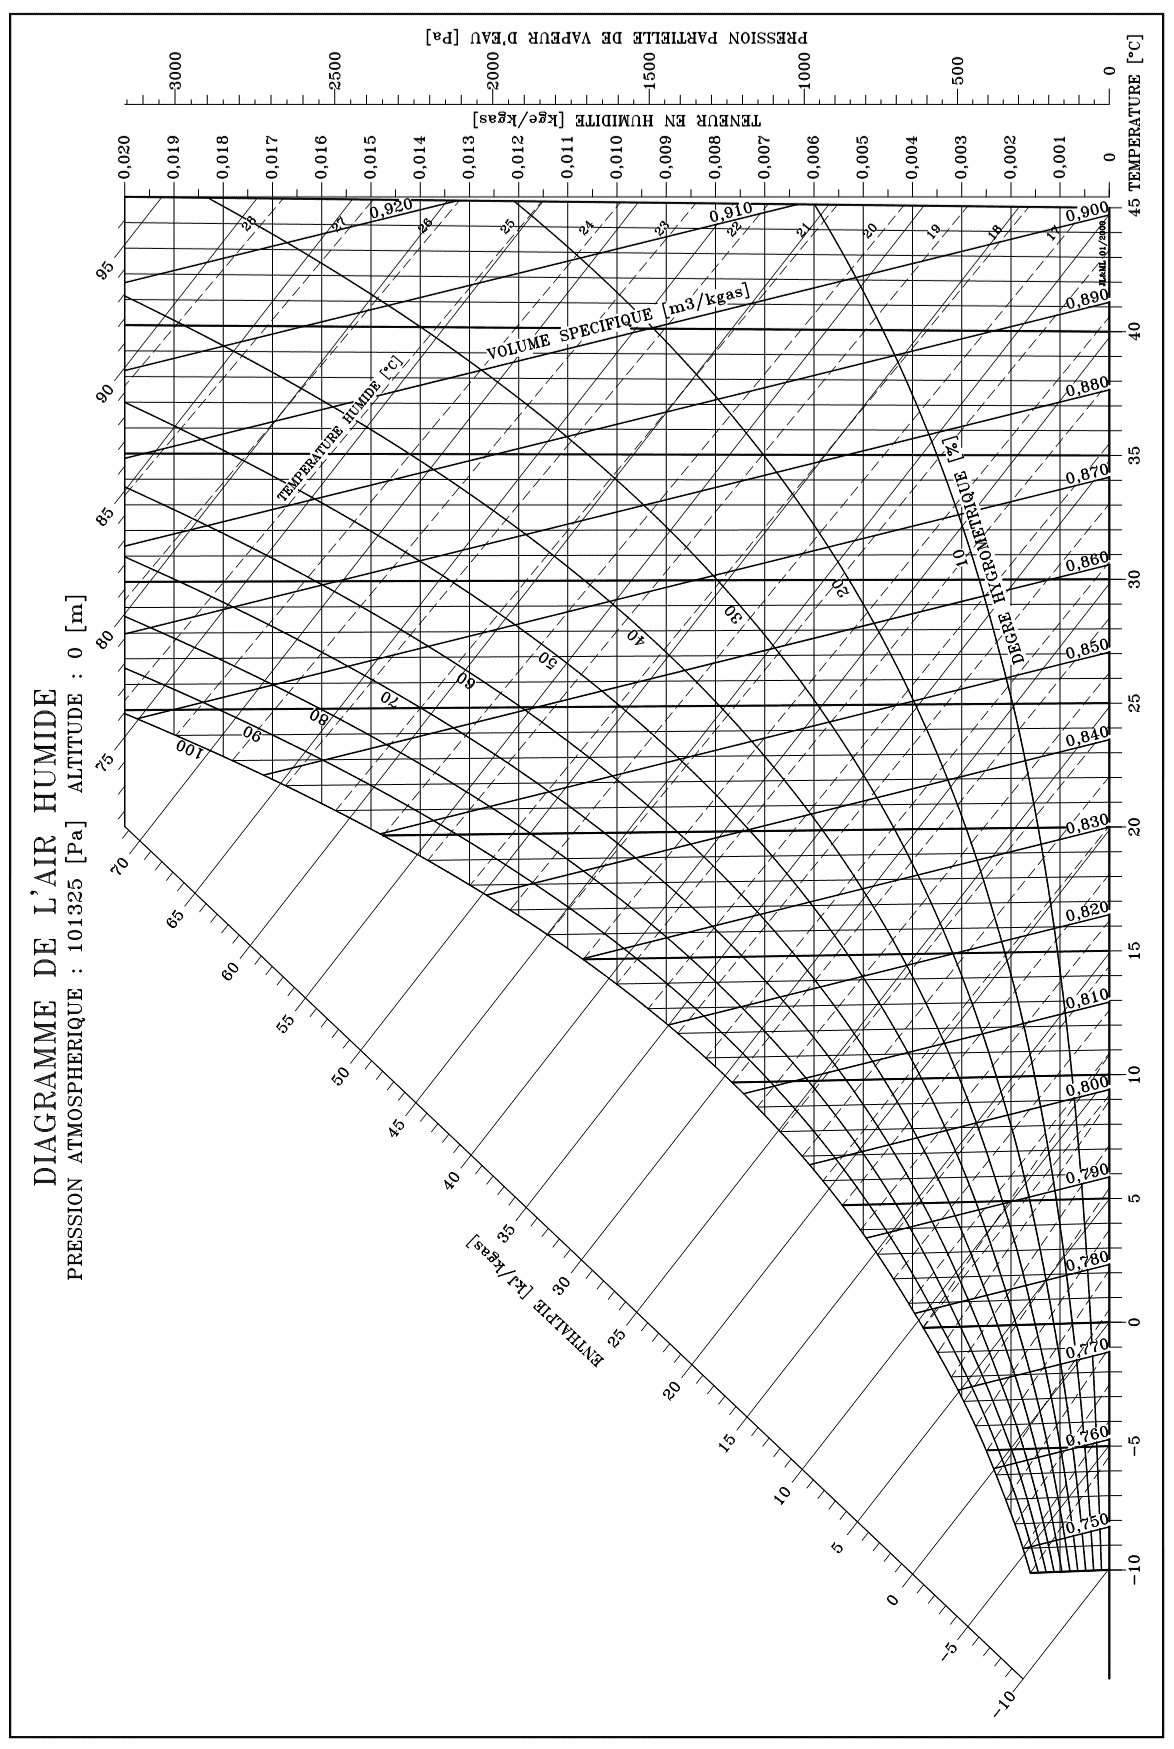 DIAGRAMME DE L'AIR HUMIDE
PRESSION ATMOSPHERIQUE : 101325 [Pa] ALTITUDE : 0 [m]
PRESSION PARTIELLE DE VAPEUR D'EAU [Pa]
3000 2500 2000 1500 1000 500 0
TENEUR EN HUMIDITE [kge/kgas]
0,020 0,019 0,018 0,017 0,016 0,015 0,014 0,013 0,012 0,011 0,010 0,009 0,008 0,007 0,006 0,005 0,004 0,003 0,002 0,001 0
TEMPERATURE [°C]
45 40 35 30 25 20 15 10 5 0 -5 -10
28 27 26 25 24 23 22 21 20 19 18 17
0,920 0,910 0,900
0,890
0,880
0,870
0,860
0,850
0,840
0,830
0,820
0,810
0,800
0,790
0,780
0,770
0,760
0,750
VOLUME SPECIFIQUE [m3/kgas]
TEMPERATURE HUMIDE [°C]
DEGRE HYGROMETRIQUE [%]
100 90 80 70 60 50 40 30 20 10
95
90
85
80
75
70
65
60
55
50
45
40
35
30
25
20
15
10
5
0
-5
-10
ENTHALPIE [kJ/kgas]